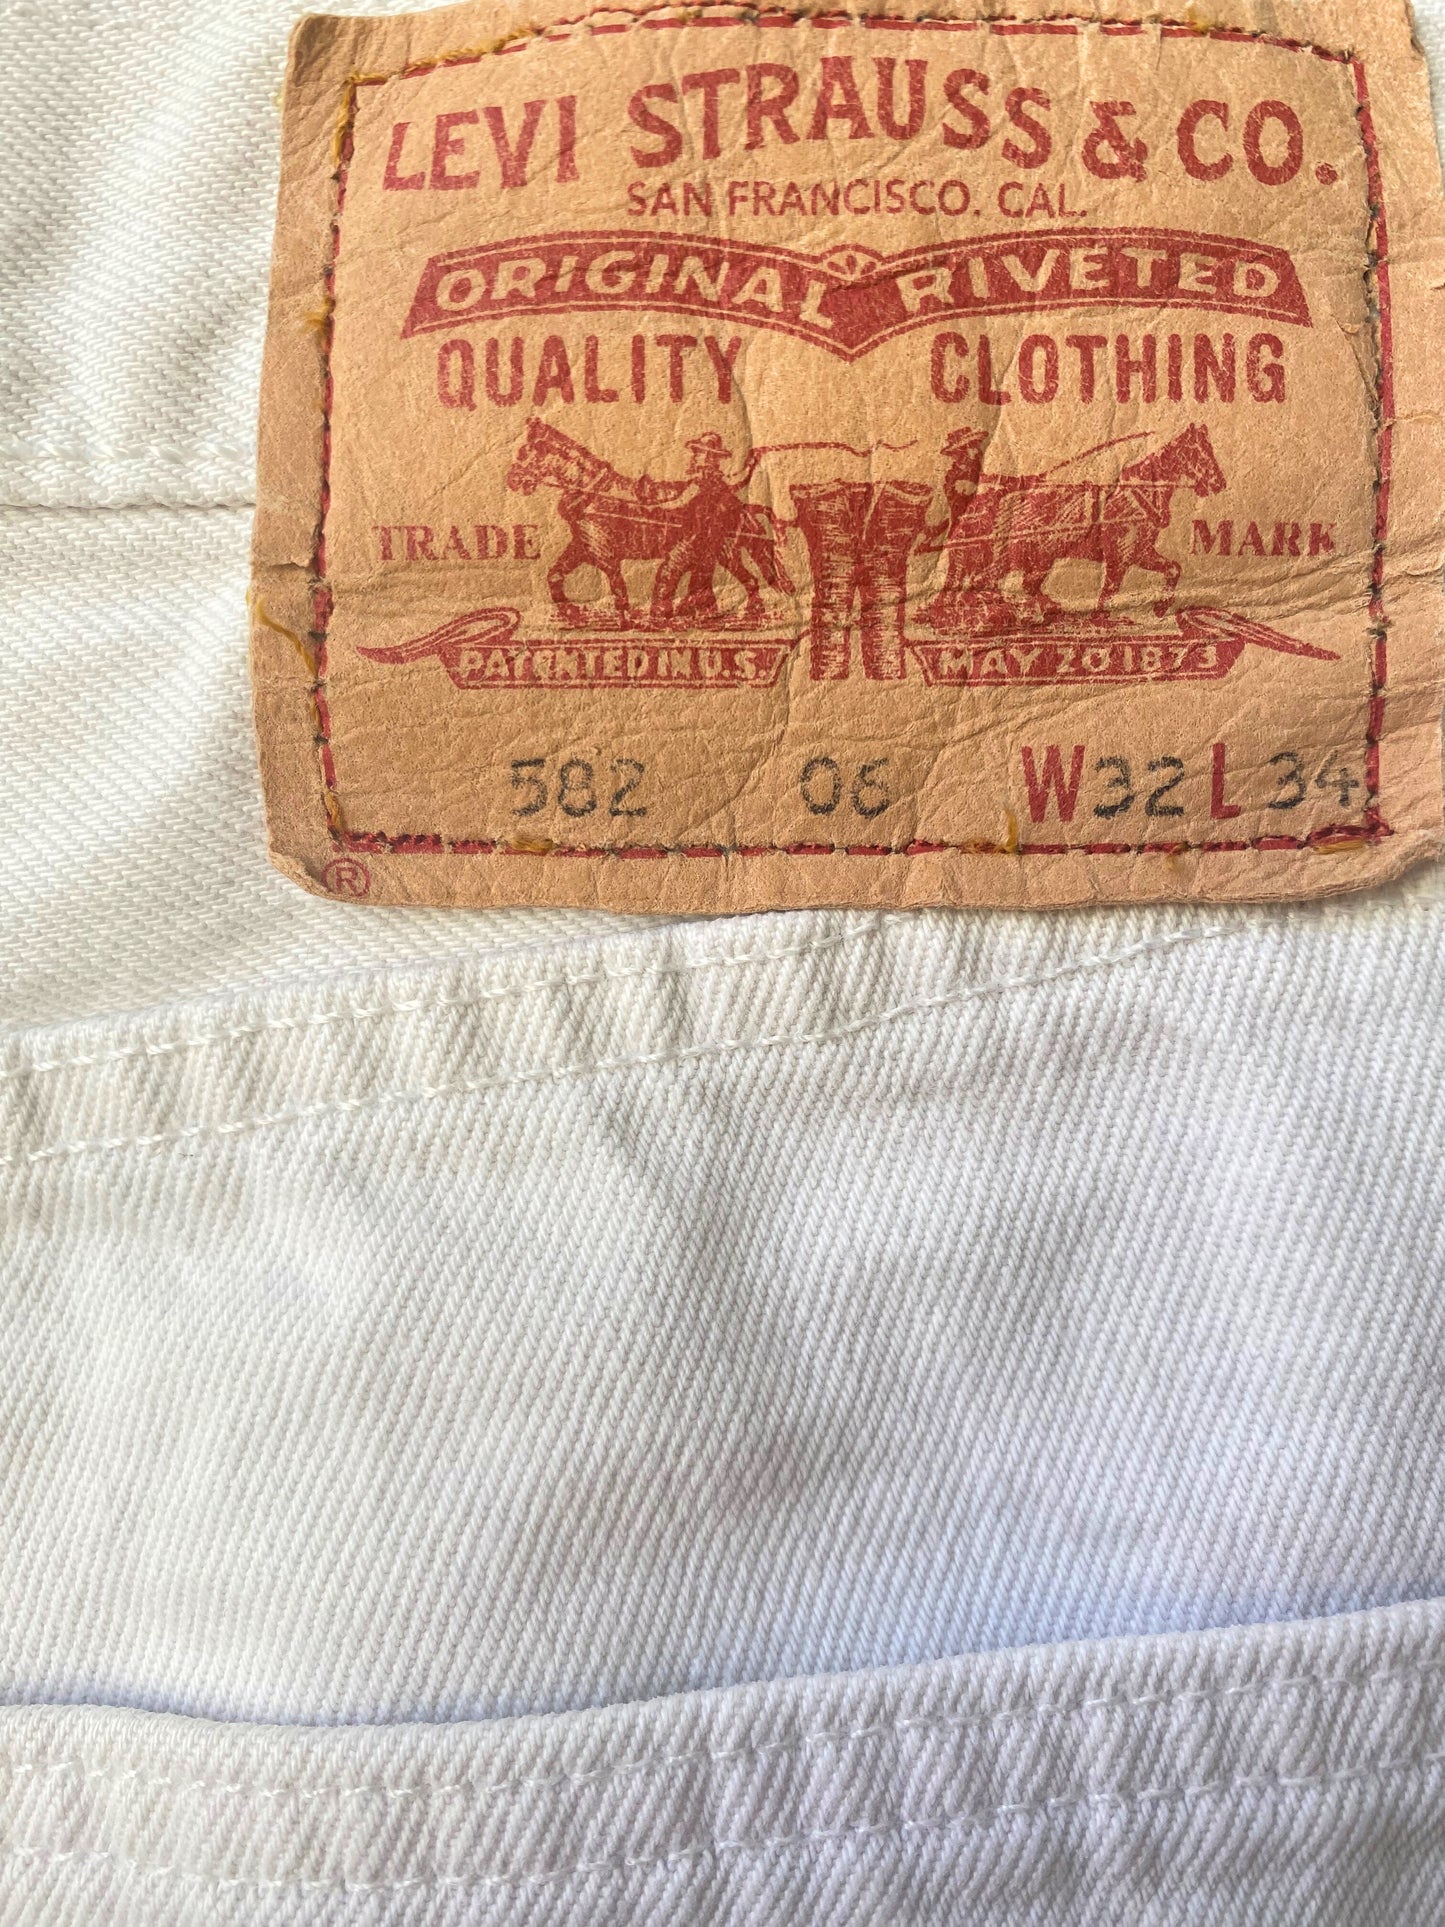 LEVI STRAUSS & CO.
SAN FRANCISCO. CAL.
ORIGINAL RIVETED
QUALITY CLOTHING
TRADE MARK
PATENTED IN U.S. MAY 20 1873
582 06 W32 L 34
®